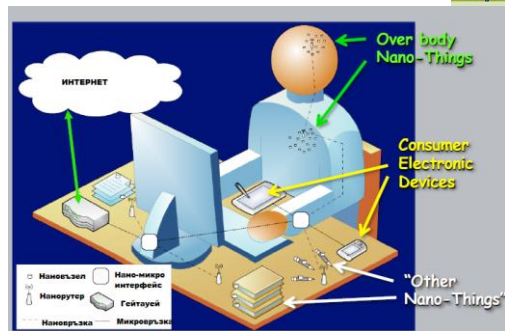 Over body
Nano-Things
ИНТЕРНЕТ
Consumer
Electronic
Devices
"Other
Nano-Things"
Нановъзел
Нано-микро
интерфейс
Нанорутер
Гейтауей
Нановръзка
Микровръзка